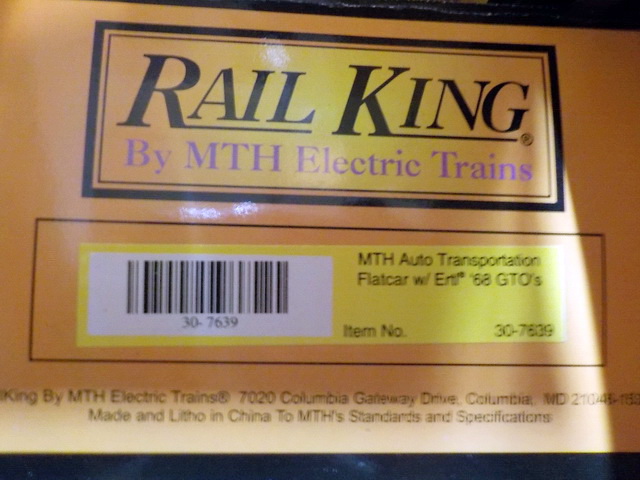 RAIL KING®
By MTH Electric Trains
MTH Auto Transportation
Flatcar w/ Ertl® '68 GTO's
30-7639
Item No. 30-7639
lKing By MTH Electric Trains® 7020 Columbia Gateway Drive, Columbia, MD
Made and Litho in China To MTH's Standards and Specifications